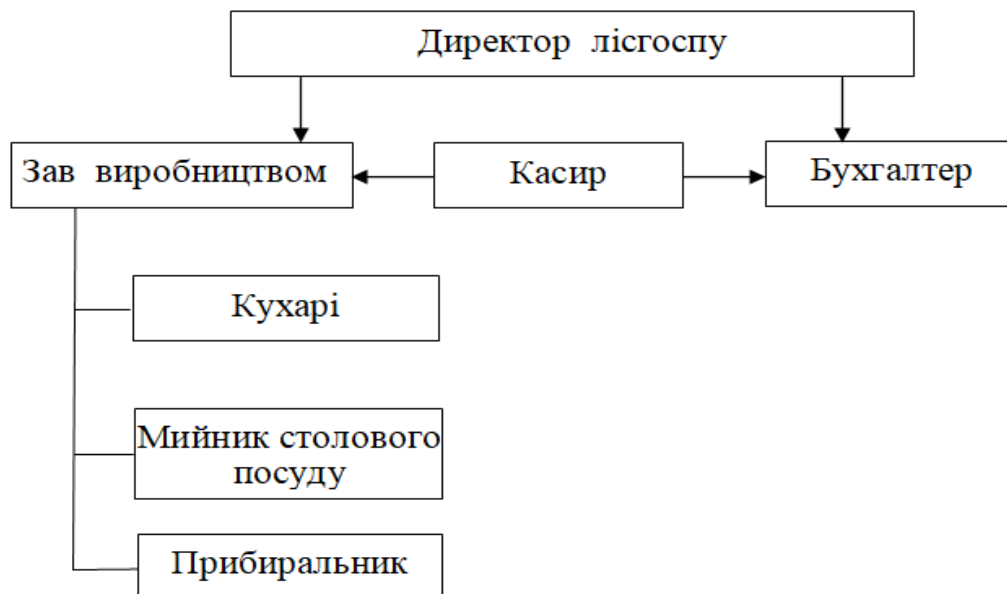 Директор лісгоспу
Зав виробництвом
Касир
Бухгалтер
Кухарі
Мийник столового
посуду
Прибиральник